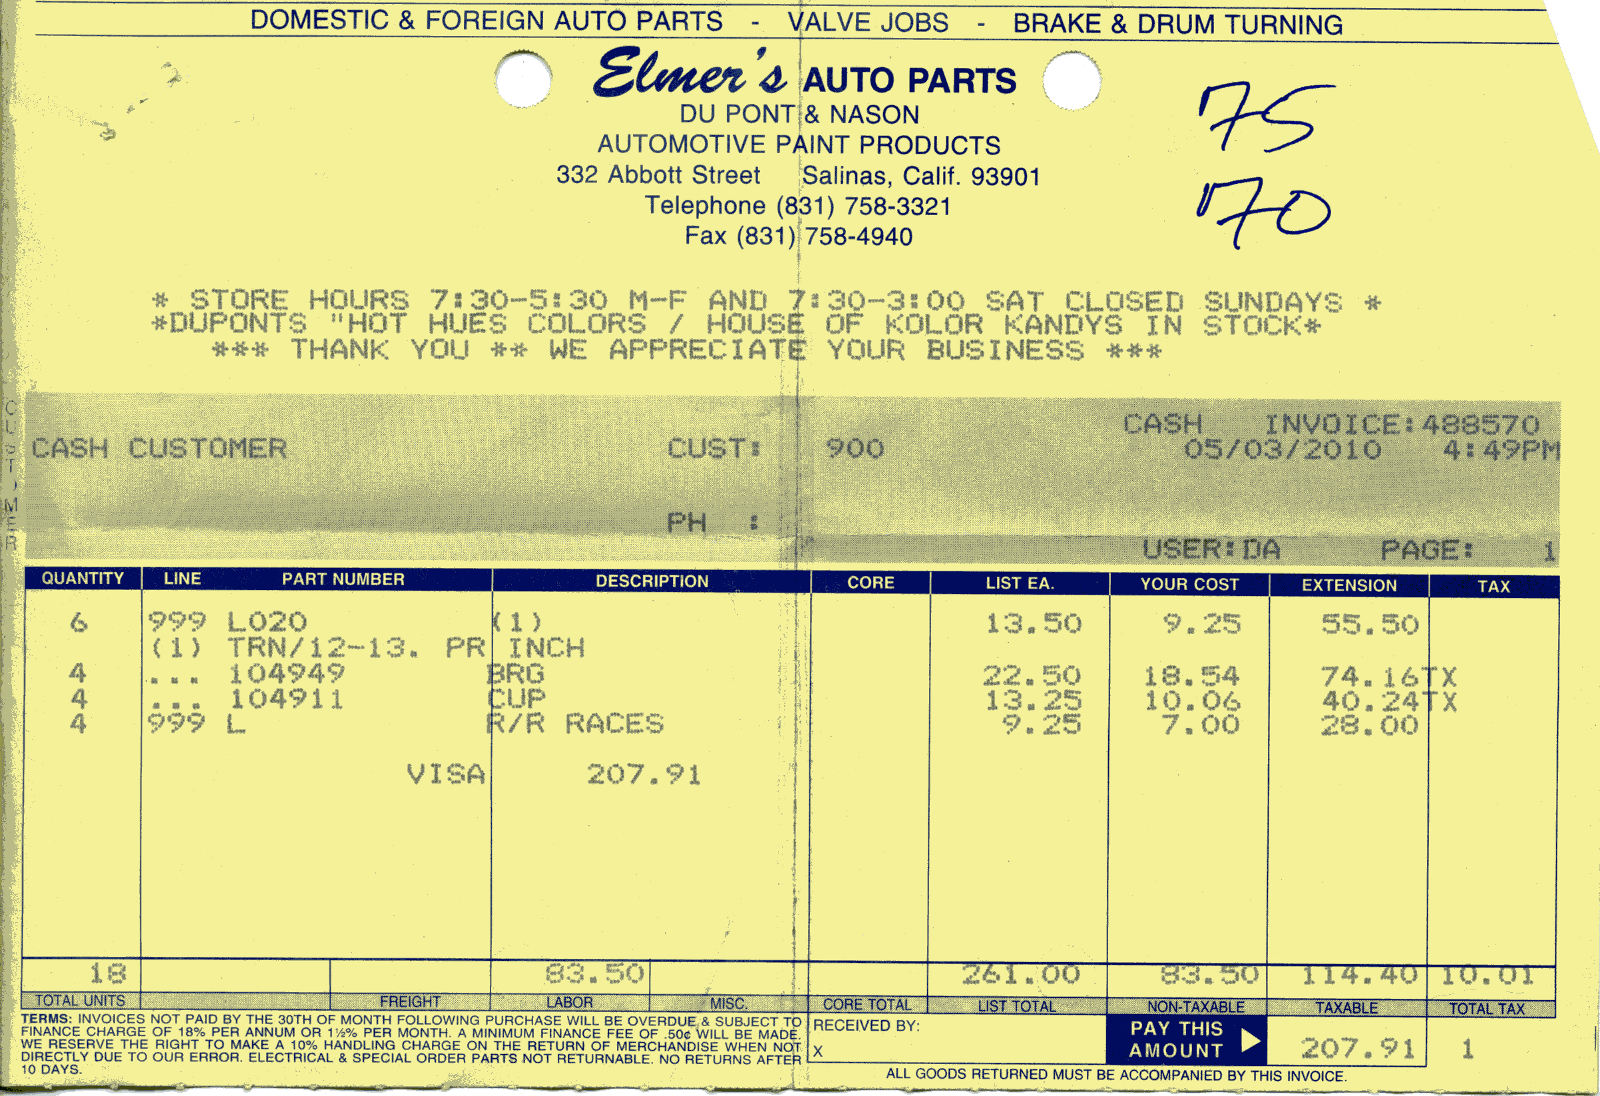 DOMESTIC & FOREIGN AUTO PARTS - VALVE JOBS - BRAKE & DRUM TURNING
Elmer's AUTO PARTS
DU PONT & NASON
AUTOMOTIVE PAINT PRODUCTS
332 Abbott Street Salinas, Calif. 93901
Telephone (831) 758-3321
Fax (831) 758-4940
75
70
* STORE HOURS 7:30-5:30 M-F AND 7:30-3:00 SAT CLOSED SUNDAYS *
*DUPONTS "HOT HUES COLORS / HOUSE OF KOLOR KANDYS IN STOCK*
*** THANK YOU ** WE APPRECIATE YOUR BUSINESS ***
CUSTOMER
CASH INVOICE:488570
CASH CUSTOMER CUST: 900 05/03/2010 4:49PM
PH :
USER:DA PAGE: 1
QUANTITY LINE PART NUMBER DESCRIPTION CORE LIST EA. YOUR COST EXTENSION TAX
6 999 L020 (1) 13.50 9.25 55.50
(1) TRN/12-13. PR INCH
4 ... 104949 BRG 22.50 18.54 74.16TX
4 ... 104911 CUP 13.25 10.06 40.24TX
4 999 L R/R RACES 9.25 7.00 28.00
VISA 207.91
18 83.50 261.00 83.50 114.40 10.01
TOTAL UNITS FREIGHT LABOR MISC. CORE TOTAL LIST TOTAL NON-TAXABLE TAXABLE TOTAL TAX
TERMS: INVOICES NOT PAID BY THE 30TH OF MONTH FOLLOWING PURCHASE WILL BE OVERDUE & SUBJECT TO
FINANCE CHARGE OF 18% PER ANNUM OR 1½% PER MONTH. A MINIMUM FINANCE FEE OF .50¢ WILL BE MADE.
WE RESERVE THE RIGHT TO MAKE A 10% HANDLING CHARGE ON THE RETURN OF MERCHANDISE WHEN NOT
DIRECTLY DUE TO OUR ERROR. ELECTRICAL & SPECIAL ORDER PARTS NOT RETURNABLE. NO RETURNS AFTER
10 DAYS.
RECEIVED BY:
X
PAY THIS
AMOUNT
207.91 1
ALL GOODS RETURNED MUST BE ACCOMPANIED BY THIS INVOICE.